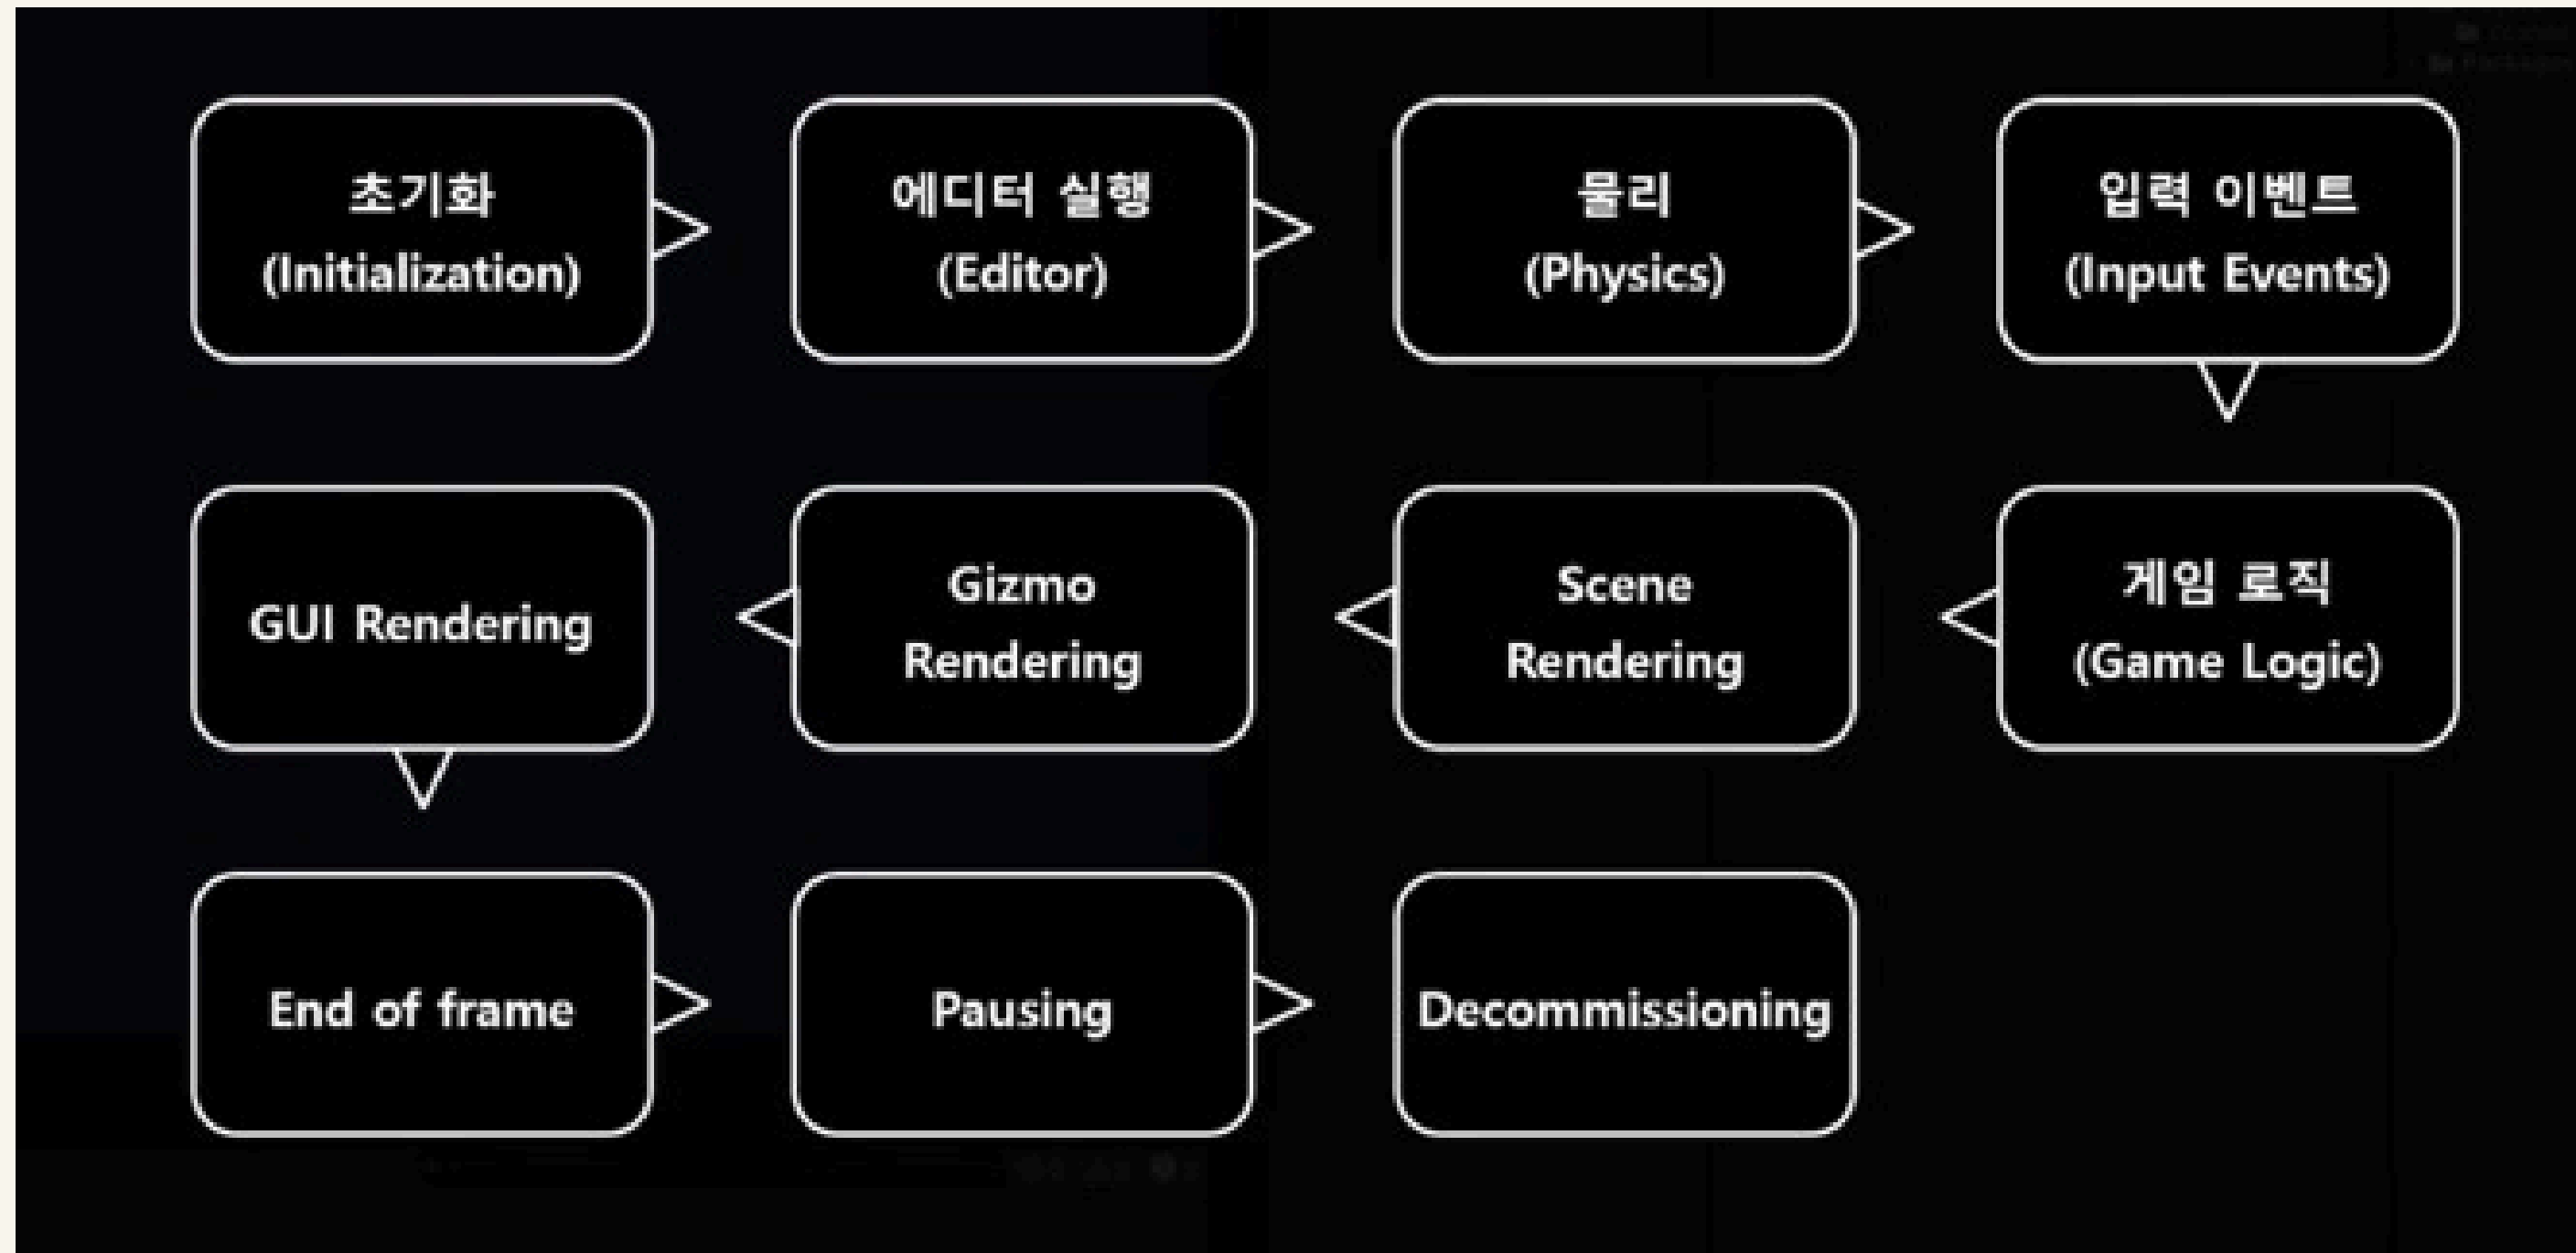 초기화
(Initialization)
에디터 실행
(Editor)
물리
(Physics)
입력 이벤트
(Input Events)
게임 로직
(Game Logic)
Scene
Rendering
Gizmo
Rendering
GUI Rendering
End of frame
Pausing
Decommissioning